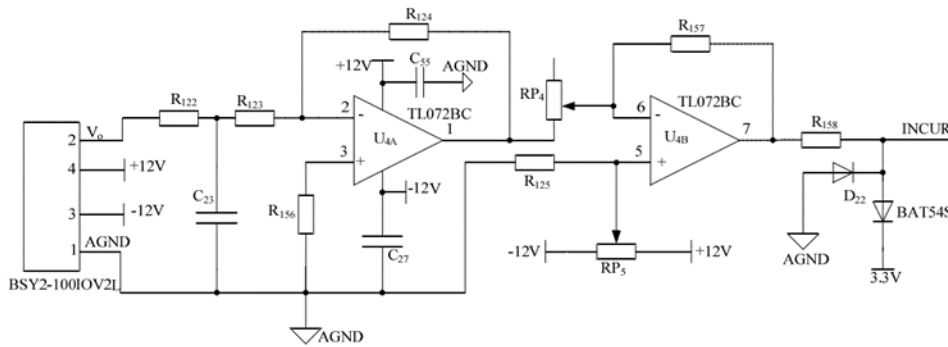 R124
R157
+12V
C55
AGND
TL072BC
RP4
TL072BC
R122
R123
2
-
6
-
R158
INCUR
2
Vo
U4A
1
U4B
7
4
+12V
3
+
5
+
R125
-12V
D22
BAT54S
3
-12V
R156
C23
1
AGND
C27
-12V
+12V
RP5
AGND
3.3V
BSY2-100IOV2L
AGND